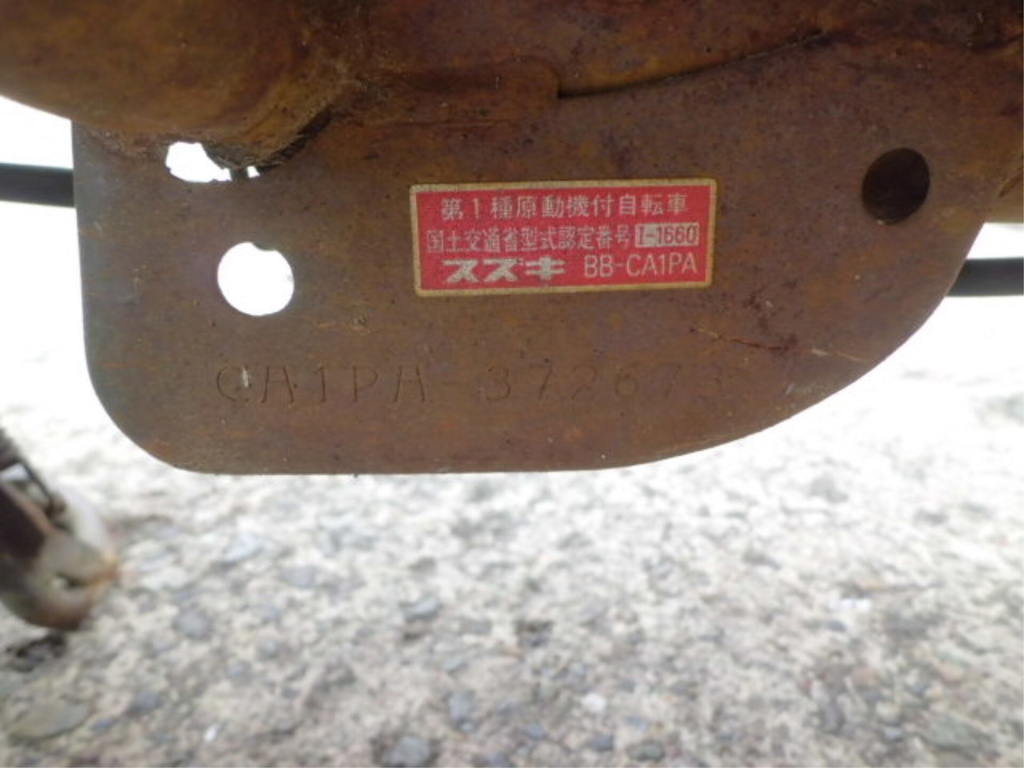 第1種原動機付自転車
国土交通省型式認定番号 I-1660
スズキ BB-CA1PA
CA1PA-372673